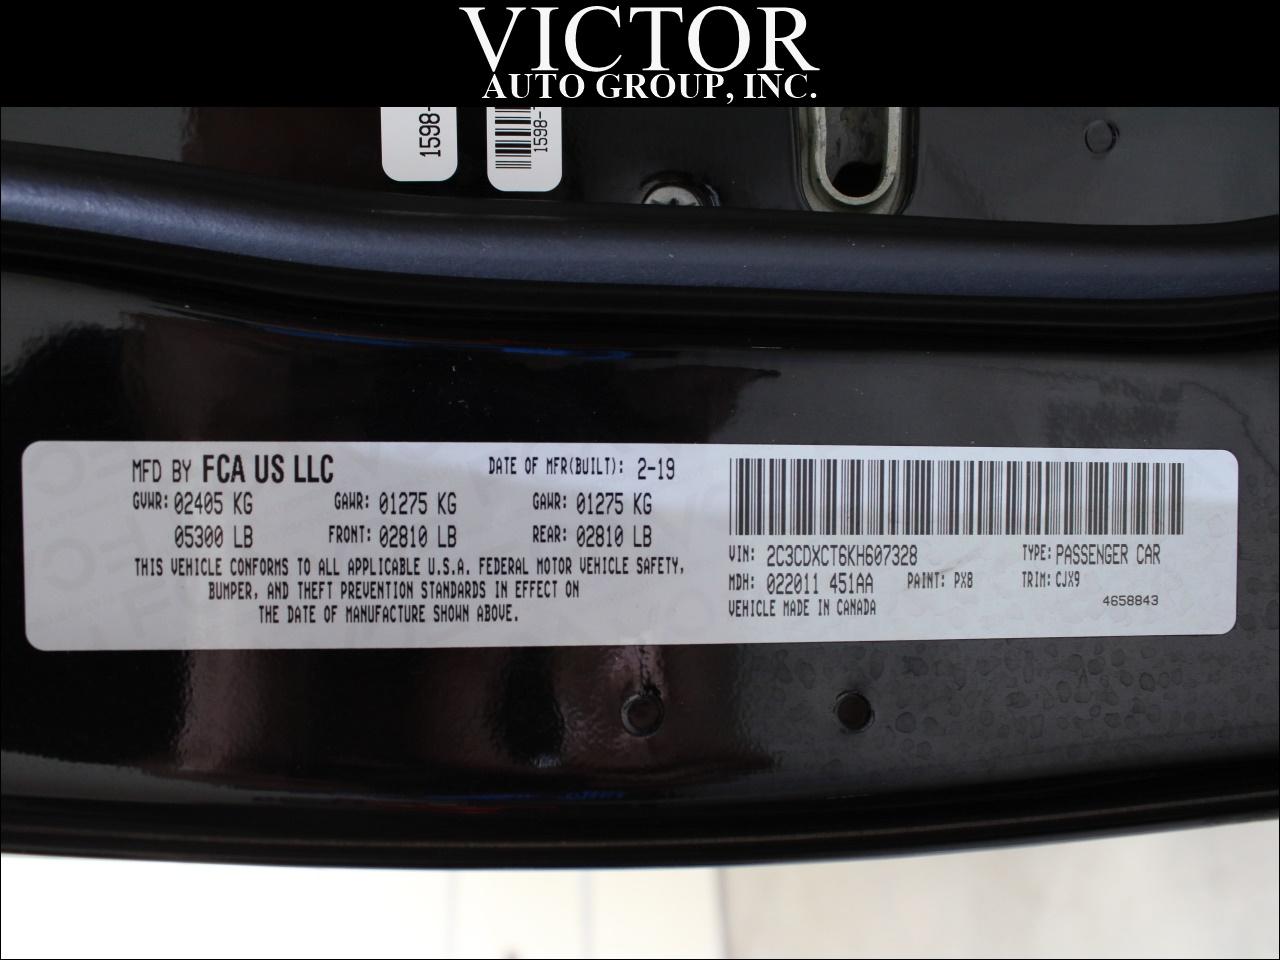 VICTOR
AUTO GROUP, INC.
1598-
1598-
MFD BY FCA US LLC
DATE OF MFR(BUILT): 2-19
GVWR: 02405 KG GAWR: 01275 KG GAWR: 01275 KG
05300 LB FRONT: 02810 LB REAR: 02810 LB
THIS VEHICLE CONFORMS TO ALL APPLICABLE U.S.A. FEDERAL MOTOR VEHICLE SAFETY,
BUMPER, AND THEFT PREVENTION STANDARDS IN EFFECT ON
THE DATE OF MANUFACTURE SHOWN ABOVE.
VIN: 2C3CDXCT6KH607328 TYPE: PASSENGER CAR
MDH: 022011 451AA PAINT: PX8 TRIM: CJX9
VEHICLE MADE IN CANADA
4658843